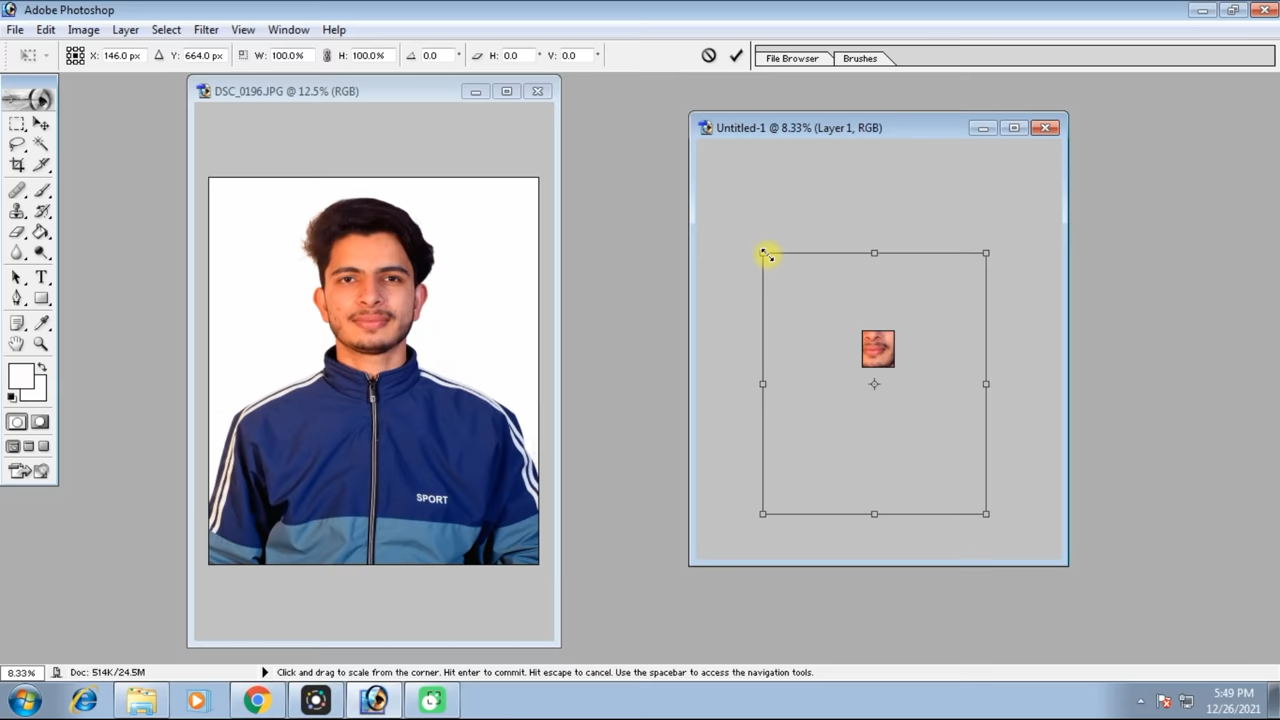 Adobe Photoshop
File Edit Image Layer Select Filter View Window Help
X: 146.0 px Y: 664.0 px W: 100.0% H: 100.0% 0.0 ° H: 0.0 ° V: 0.0 °
File Browser Brushes
DSC_0196.JPG @ 12.5% (RGB)
Untitled-1 @ 8.33% (Layer 1, RGB)
T
SPORT
8.33% Doc: 514K/24.5M Click and drag to scale from the corner. Hit enter to commit. Hit escape to cancel. Use the spacebar to access the navigation tools.
5:49 PM
12/26/2021